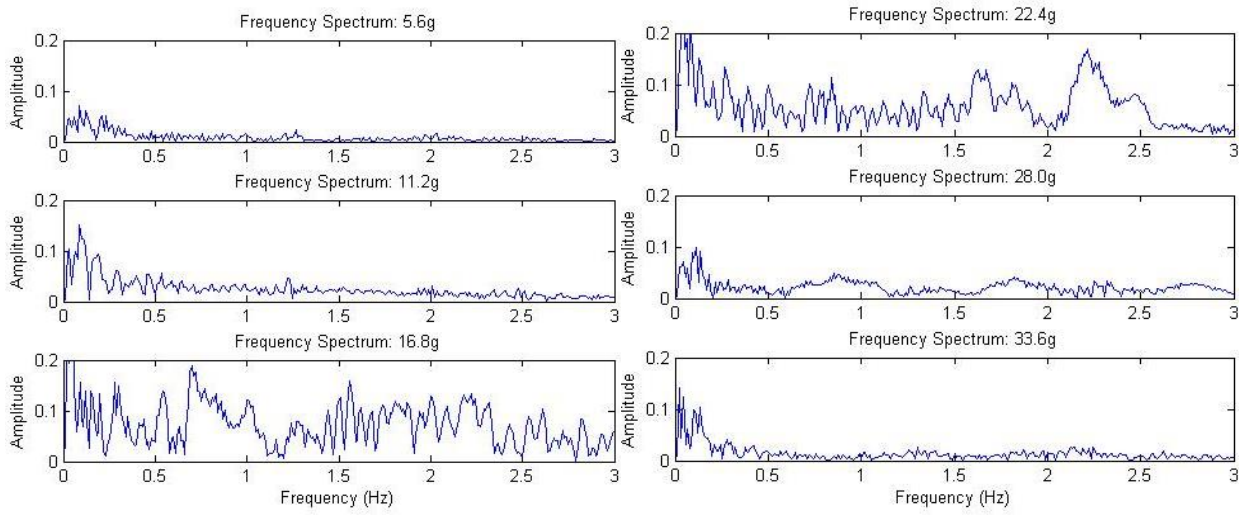 Frequency Spectrum: 5.6g
0.2
0.1
0
Amplitude
0 0.5 1 1.5 2 2.5 3
Frequency Spectrum: 11.2g
0.2
0.1
0
Amplitude
0 0.5 1 1.5 2 2.5 3
Frequency Spectrum: 16.8g
0.2
0.1
0
Amplitude
0 0.5 1 1.5 2 2.5 3
Frequency (Hz)
Frequency Spectrum: 22.4g
0.2
0.1
0
Amplitude
0 0.5 1 1.5 2 2.5 3
Frequency Spectrum: 28.0g
0.2
0.1
0
Amplitude
0 0.5 1 1.5 2 2.5 3
Frequency Spectrum: 33.6g
0.2
0.1
0
Amplitude
0 0.5 1 1.5 2 2.5 3
Frequency (Hz)